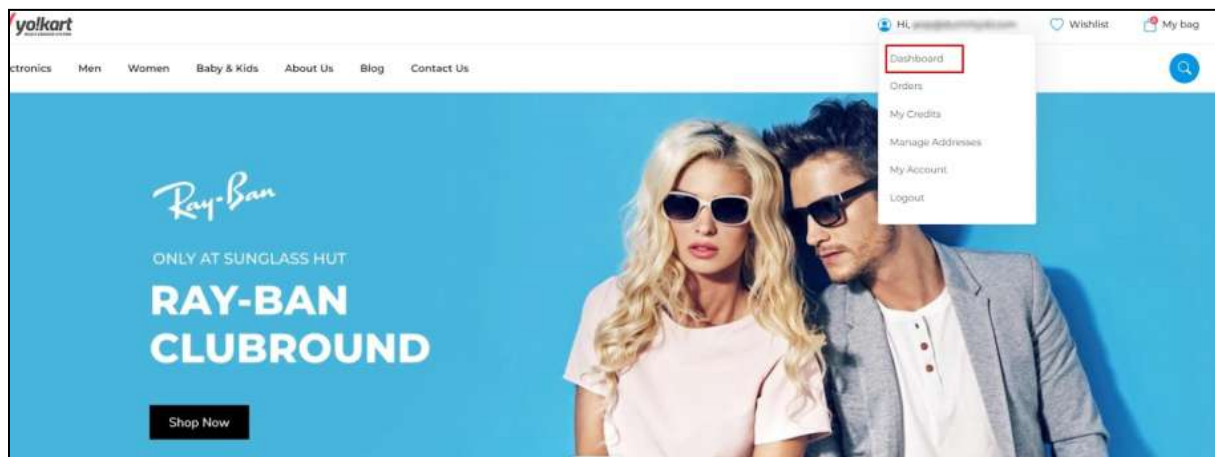 yo!kart
Hi,
Wishlist
My bag
ctronics Men Women Baby & Kids About Us Blog Contact Us
Dashboard
Orders
My Credits
Manage Addresses
My Account
Logout
Ray-Ban
ONLY AT SUNGLASS HUT
RAY-BAN
CLUBROUND
Shop Now